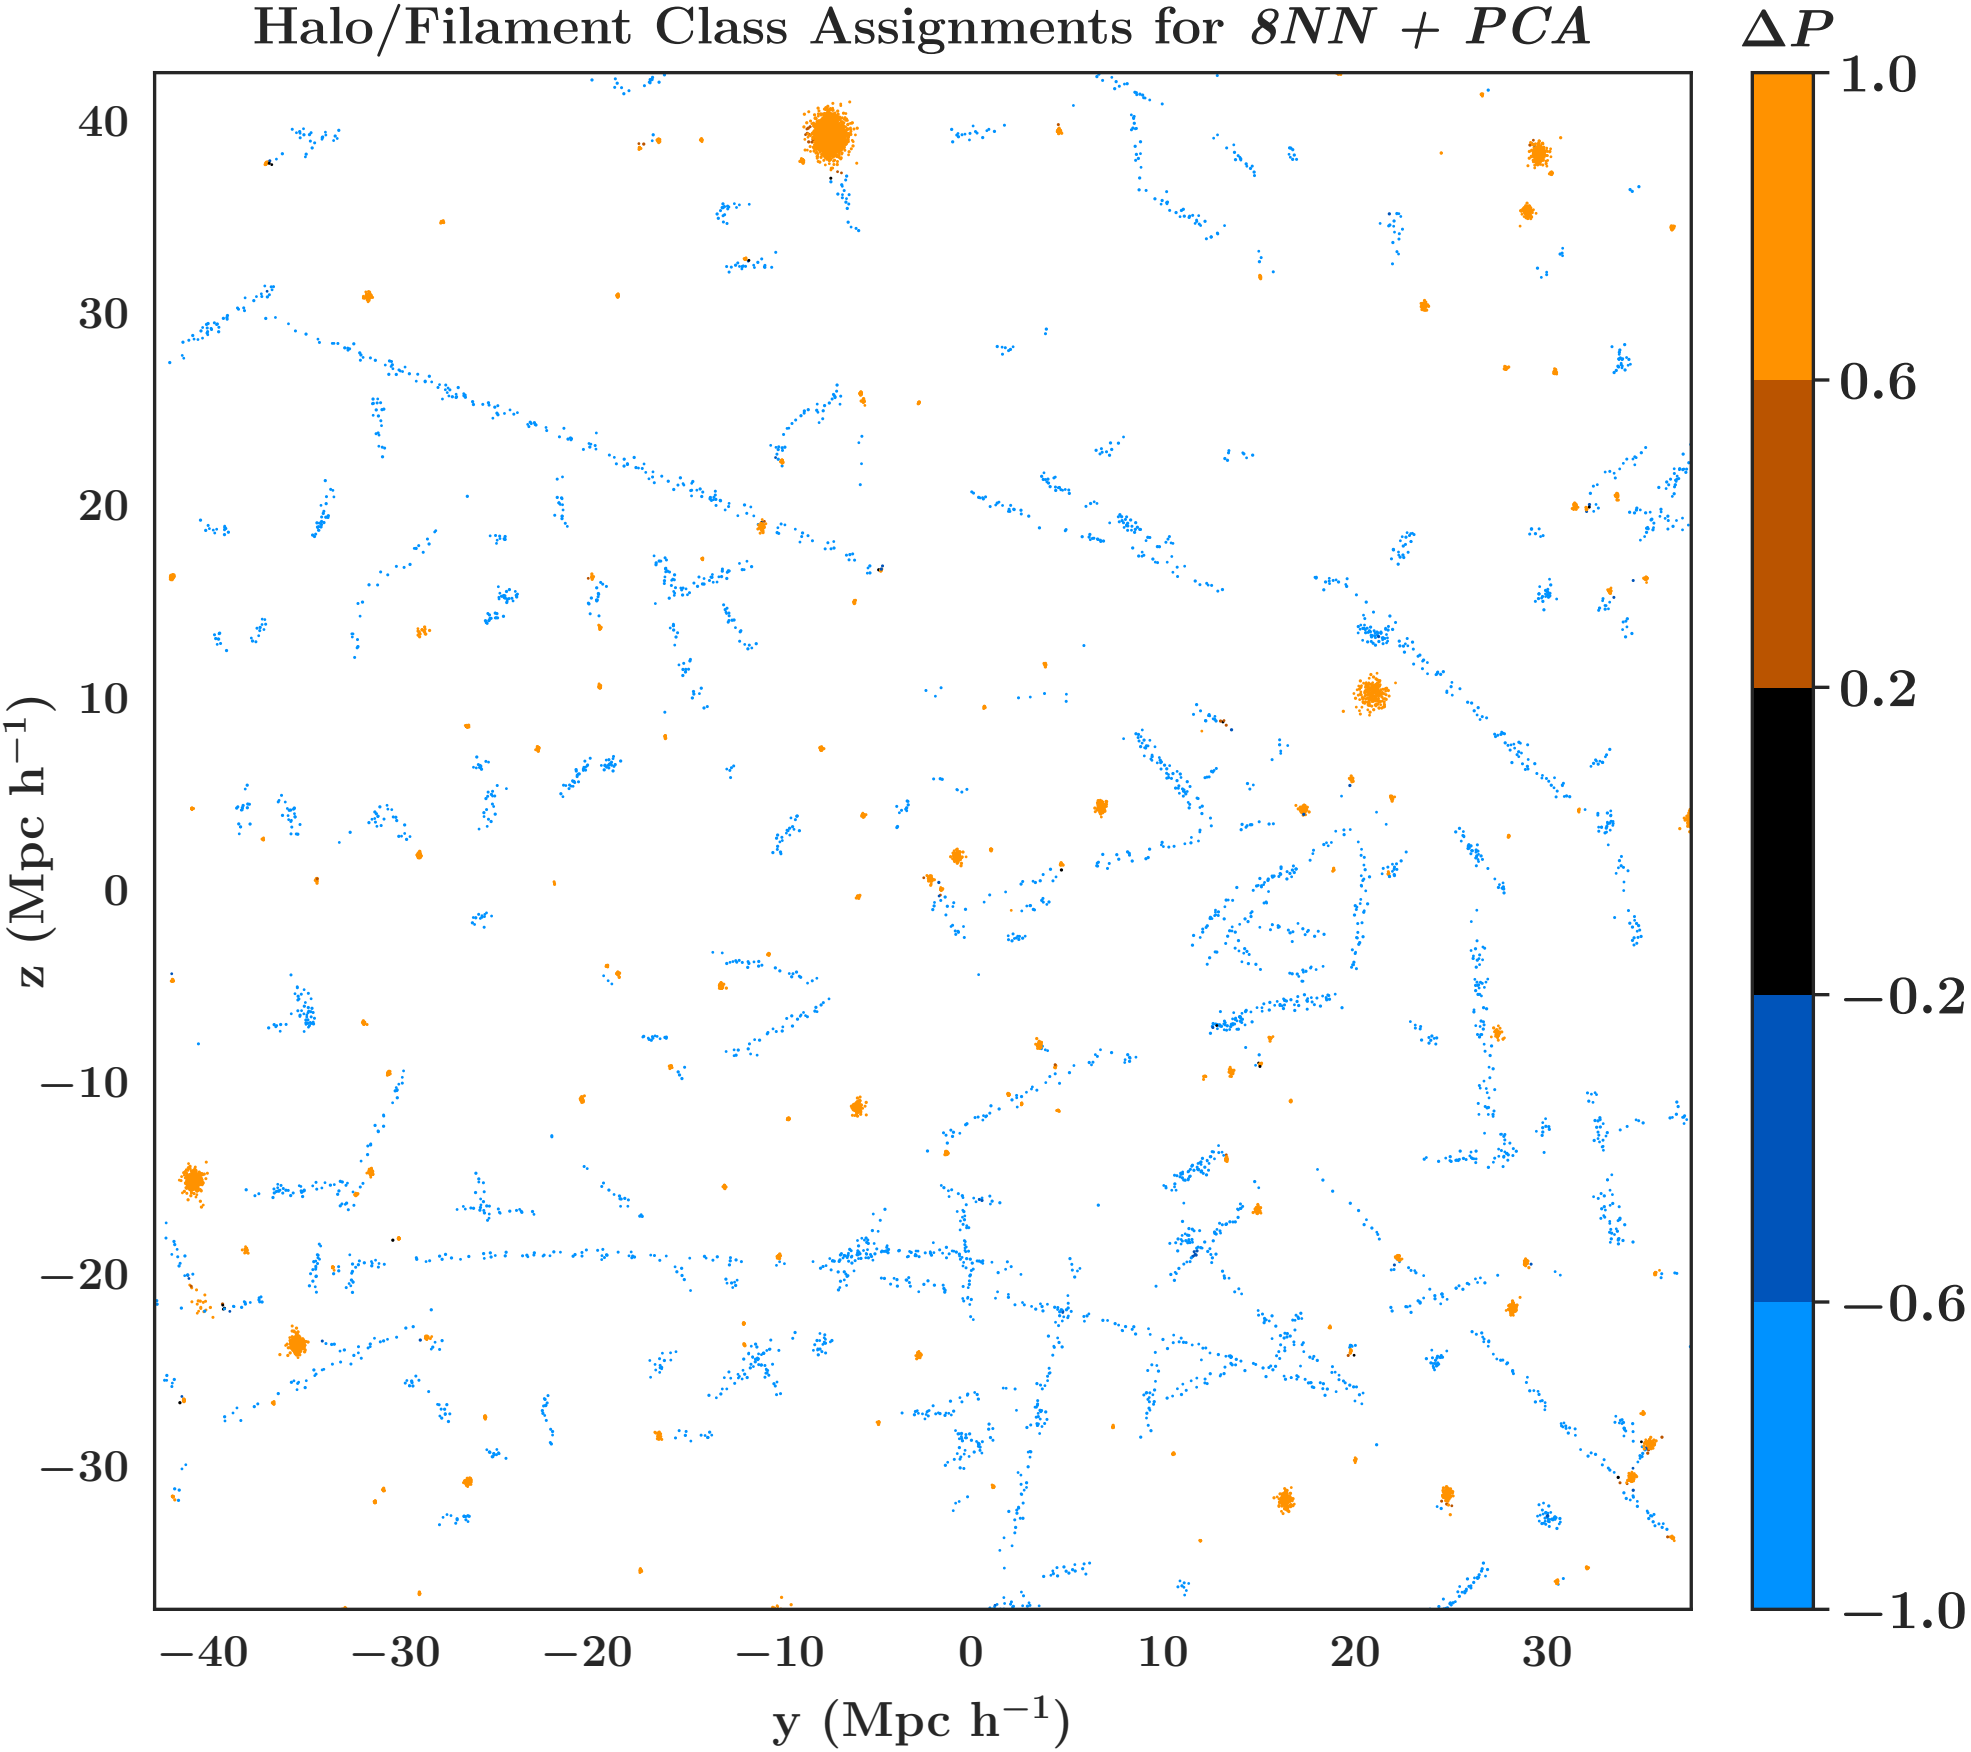 Halo/Filament Class Assignments for 8NN + PCA
ΔP
1.0
0.6
0.2
−0.2
−0.6
−1.0
z (Mpc h⁻¹)
40
30
20
10
0
−10
−20
−30
−40 −30 −20 −10 0 10 20 30
y (Mpc h⁻¹)